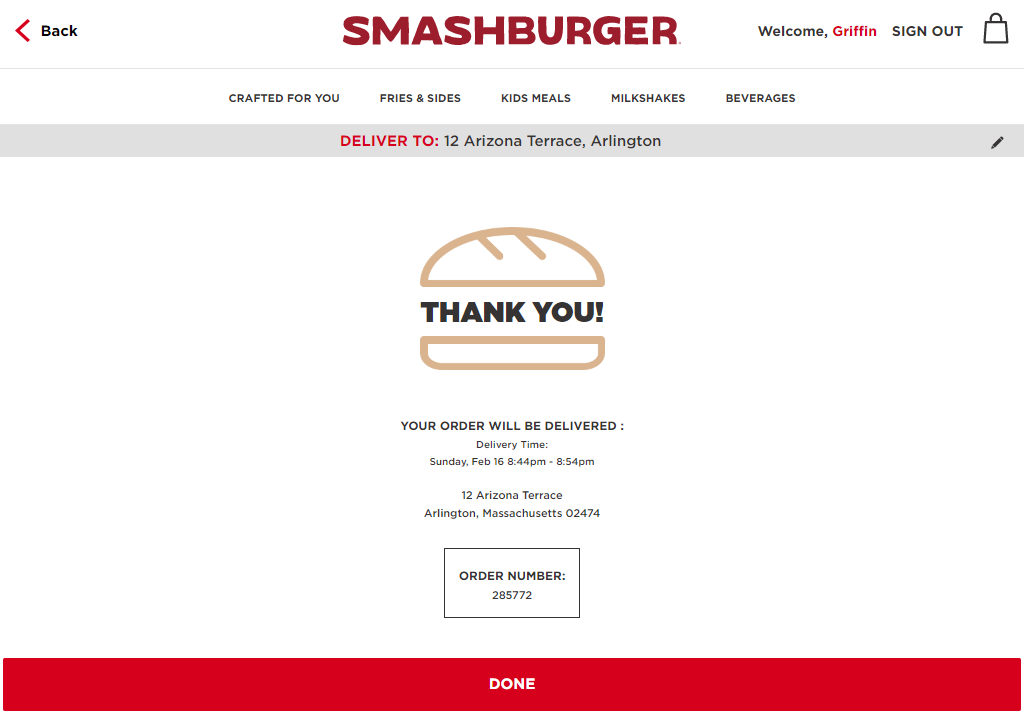 Back
SMASHBURGER.
Welcome, Griffin SIGN OUT
CRAFTED FOR YOU FRIES & SIDES KIDS MEALS MILKSHAKES BEVERAGES
DELIVER TO: 12 Arizona Terrace, Arlington
THANK YOU!
YOUR ORDER WILL BE DELIVERED :
Delivery Time:
Sunday, Feb 16 8:44pm - 8:54pm
12 Arizona Terrace
Arlington, Massachusetts 02474
ORDER NUMBER:
285772
DONE